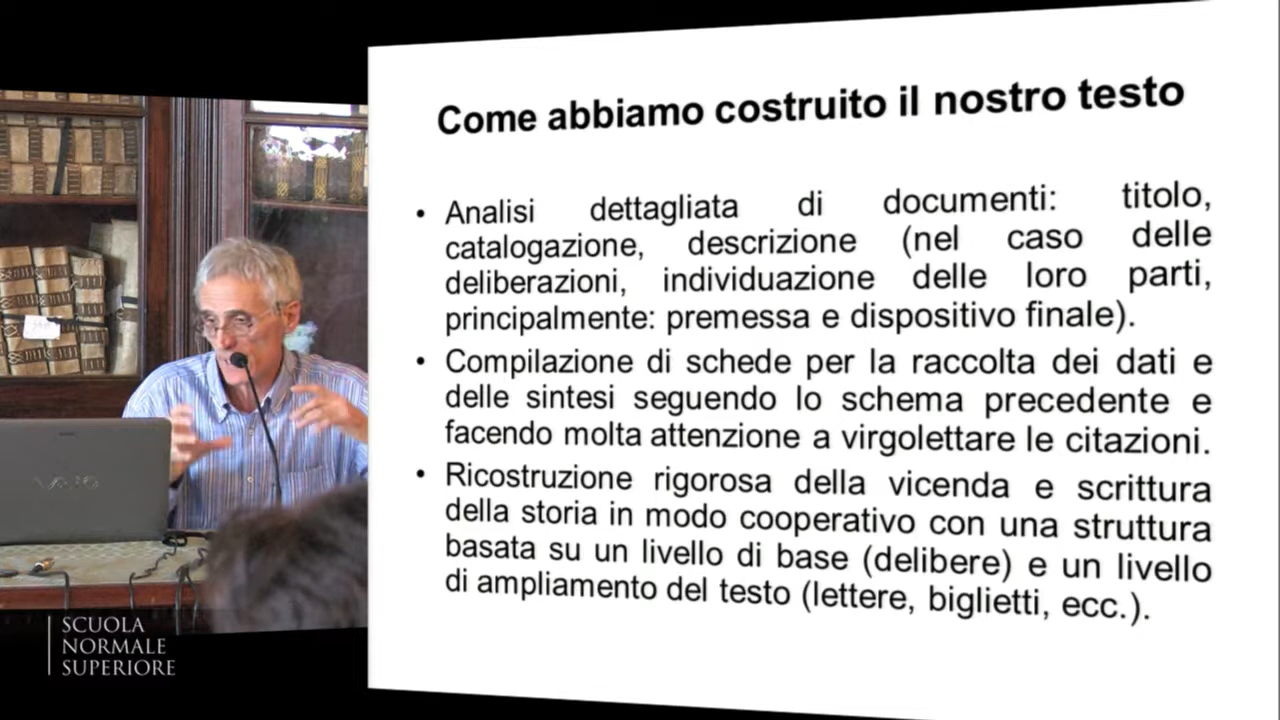 Come abbiamo costruito il nostro testo
• Analisi dettagliata di documenti: titolo,
catalogazione, descrizione (nel caso delle
deliberazioni, individuazione delle loro parti,
principalmente: premessa e dispositivo finale).
• Compilazione di schede per la raccolta dei dati e
delle sintesi seguendo lo schema precedente e
facendo molta attenzione a virgolettare le citazioni.
• Ricostruzione rigorosa della vicenda e scrittura
della storia in modo cooperativo con una struttura
basata su un livello di base (delibere) e un livello
di ampliamento del testo (lettere, biglietti, ecc.).
VAIO
SCUOLA
NORMALE
SUPERIORE